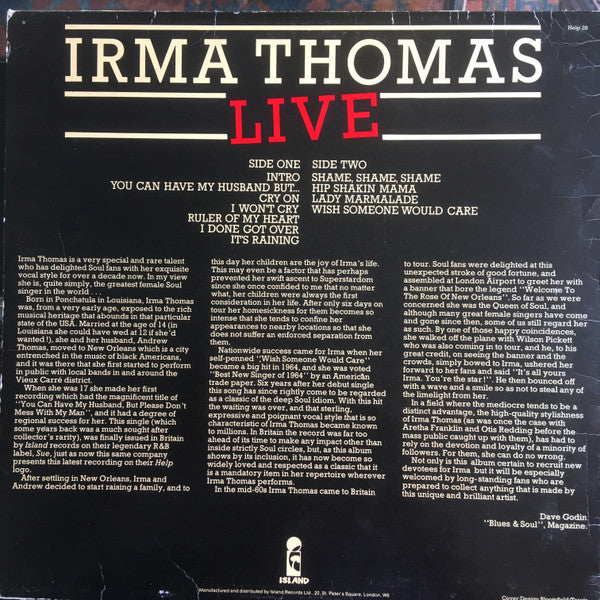 Help 29
IRMA THOMAS
LIVE
SIDE ONE
INTRO
YOU CAN HAVE MY HUSBAND BUT...
CRY ON
I WON'T CRY
RULER OF MY HEART
I DONE GOT OVER
IT'S RAINING
SIDE TWO
SHAME, SHAME, SHAME
HIP SHAKIN MAMA
LADY MARMALADE
WISH SOMEONE WOULD CARE
Irma Thomas is a very special and rare talent
who has delighted Soul fans with her exquisite
vocal style for over a decade now. In my view
she is, quite simply, the greatest female Soul
singer in the world . . .
Born in Ponchatula in Louisiana, Irma Thomas
was, from a very early age, exposed to the rich
musical heritage that abounds in that particular
state of the USA. Married at the age of 14 (in
Louisiana she could have wed at 12 if she'd
wanted !), she and her husband, Andrew
Thomas, moved to New Orleans which is a city
entrenched in the music of black Americans,
and it was there that she first started to perform
in public with local bands in and around the
Vieux Carré district.
When she was 17 she made her first
recording which had the magnificent title of
"You Can Have My Husband, But Please Don't
Mess With My Man", and it had a degree of
regional success for her. This single (which
some years back was a much sought after
collector's rarity), was finally issued in Britain
by Island records on their legendary R&B
label, Sue, just as now this same company
presents this latest recording on their Help
logo.
After settling in New Orleans, Irma and
Andrew decided to start raising a family, and to
this day her children are the joy of Irma's life.
This may even be a factor that has perhaps
prevented her swift ascent to Superstardom
since she once confided to me that no matter
what, her children were always the first
consideration in her life. After only six days on
tour her homesickness for them becomes so
intense that she tends to confine her
appearances to nearby locations so that she
does not suffer an enforced separation from
them.
Nationwide success came for Irma when her
self-penned "Wish Someone Would Care"
became a big hit in 1964, and she was voted
"Best New Singer of 1964" by an American
trade paper. Six years after her debut single
this song has since rightly come to be regarded
as a classic of the deep Soul idiom. With this hit
the waiting was over, and that sterling,
expressive and poignant vocal style that is so
characteristic of Irma Thomas became known
to millions. In Britain the record was far too
ahead of its time to make any impact other than
inside strictly Soul circles, but, as this album
shows by its inclusion, it has now become so
widely loved and respected as a classic that it
is a mandatory item in her repertoire wherever
Irma Thomas performs.
In the mid-60s Irma Thomas came to Britain
to tour. Soul fans were delighted at this
unexpected stroke of good fortune, and
assembled at London Airport to greet her with
a banner that bore the legend "Welcome To
The Rose Of New Orleans". So far as we were
concerned she was the Queen of Soul, and
although many great female singers have come
and gone since then, some of us still regard her
as such. By one of those happy coincidences,
she walked off the plane with Wilson Pickett
who was also coming in to tour, and he, to his
great credit, on seeing the banner and the
crowds, simply bowed to Irma, ushered her
forward to her fans and said "It's all yours
Irma. You're the star!". He then bounced off
with a wave and a smile so as not to steal any of
the limelight from her.
In a field where the mediocre tends to be a
distinct advantage, the high-quality stylishness
of Irma Thomas (as was once the case with
Aretha Franklin and Otis Redding before the
mass public caught up with them), has had to
rely on the devotion and loyalty of a minority of
followers. For them, she can do no wrong.
Not only is this album certain to recruit new
devotees for Irma but it will be especially
welcomed by long-standing fans who are
prepared to collect anything that is made by
this unique and brilliant artist.
Dave Godin
"Blues & Soul", Magazine.
ISLAND
Manufactured and distributed by Island Records Ltd., 22, St. Peter's Square, London, W6
Cover Design Bloomfield/Travis